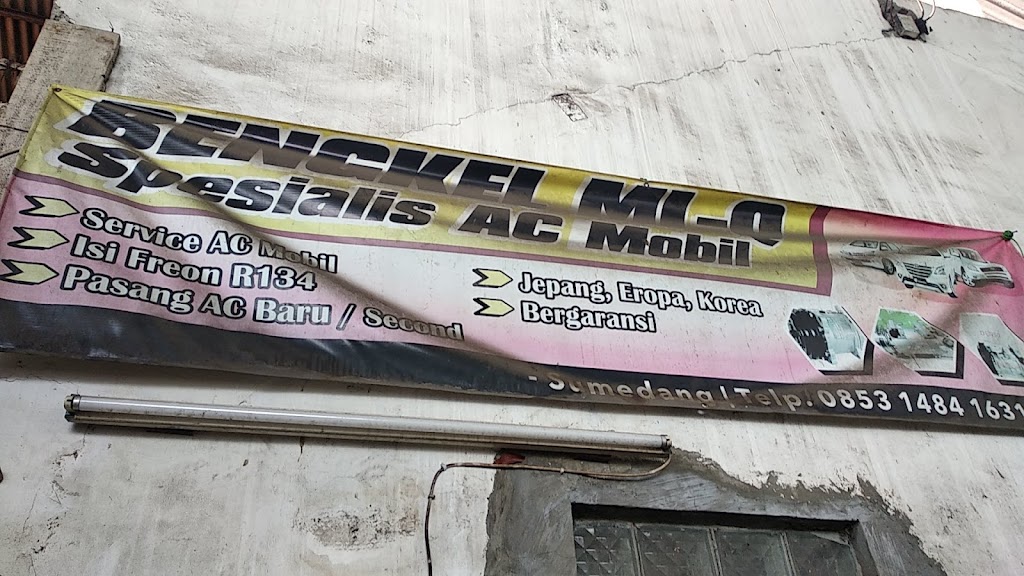 BENGKEL MI-Q
Spesialis AC Mobil
Service AC Mobil
Isi Freon R134
Pasang AC Baru / Second
Jepang, Eropa, Korea
Bergaransi
- Sumedang | Telp. 0853 1484 1631